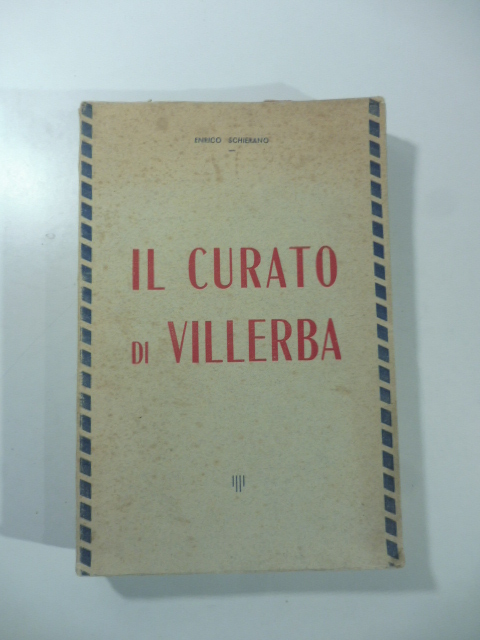 ENRICO SCHIERANO
IL CURATO
DI VILLERBA